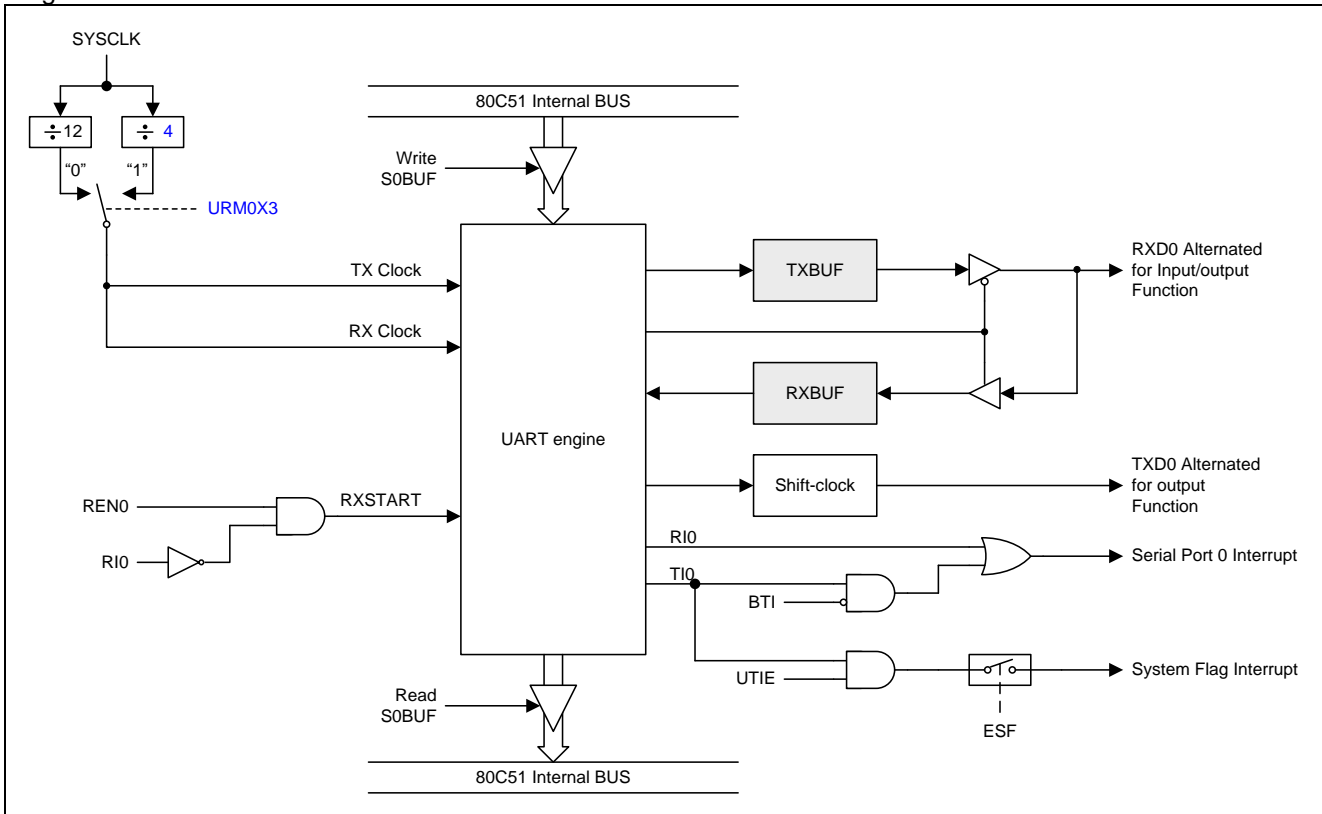 SYSCLK
÷12
÷ 4
“0”
“1”
URM0X3
80C51 Internal BUS
Write
S0BUF
TX Clock
RX Clock
UART engine
TXBUF
RXBUF
Shift-clock
RXD0 Alternated
for Input/output
Function
TXD0 Alternated
for output
Function
REN0
RI0
RXSTART
RI0
TI0
BTI
UTIE
Serial Port 0 Interrupt
System Flag Interrupt
ESF
Read
S0BUF
80C51 Internal BUS